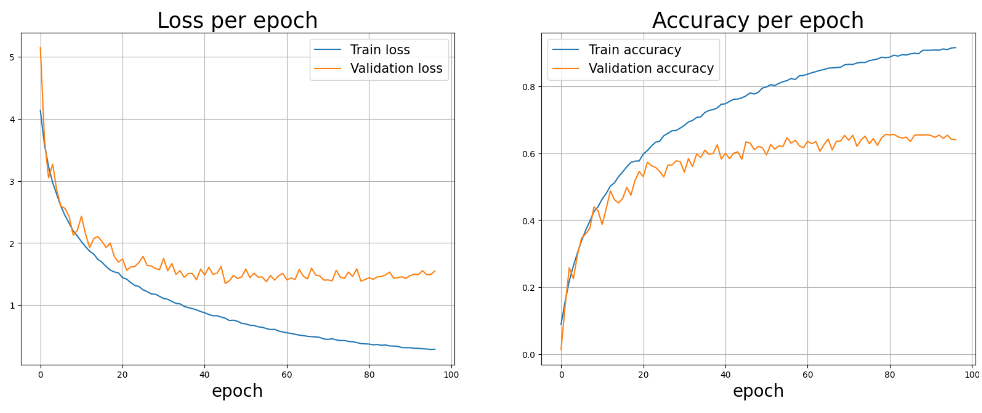 Loss per epoch
Train loss
Validation loss
5
4
3
2
1
0
20
40
60
80
100
epoch
Accuracy per epoch
Train accuracy
Validation accuracy
0.8
0.6
0.4
0.2
0.0
0
20
40
60
80
100
epoch